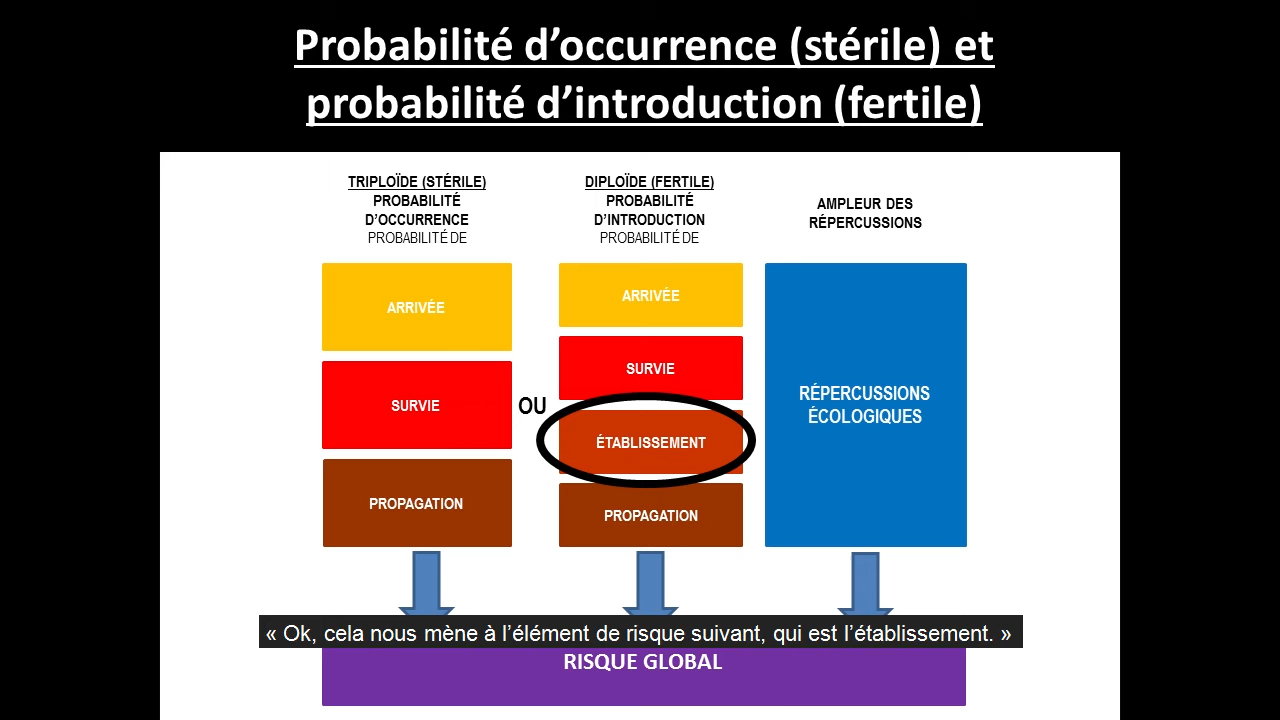 Probabilité d’occurrence (stérile) et
probabilité d’introduction (fertile)
TRIPLOÏDE (STÉRILE)
PROBABILITÉ
D’OCCURRENCE
PROBABILITÉ DE
ARRIVÉE
SURVIE
PROPAGATION
OU
DIPLOÏDE (FERTILE)
PROBABILITÉ
D’INTRODUCTION
PROBABILITÉ DE
ARRIVÉE
SURVIE
ÉTABLISSEMENT
PROPAGATION
AMPLEUR DES
RÉPERCUSSIONS
RÉPERCUSSIONS
ÉCOLOGIQUES
« Ok, cela nous mène à l’élément de risque suivant, qui est l’établissement. »
RISQUE GLOBAL